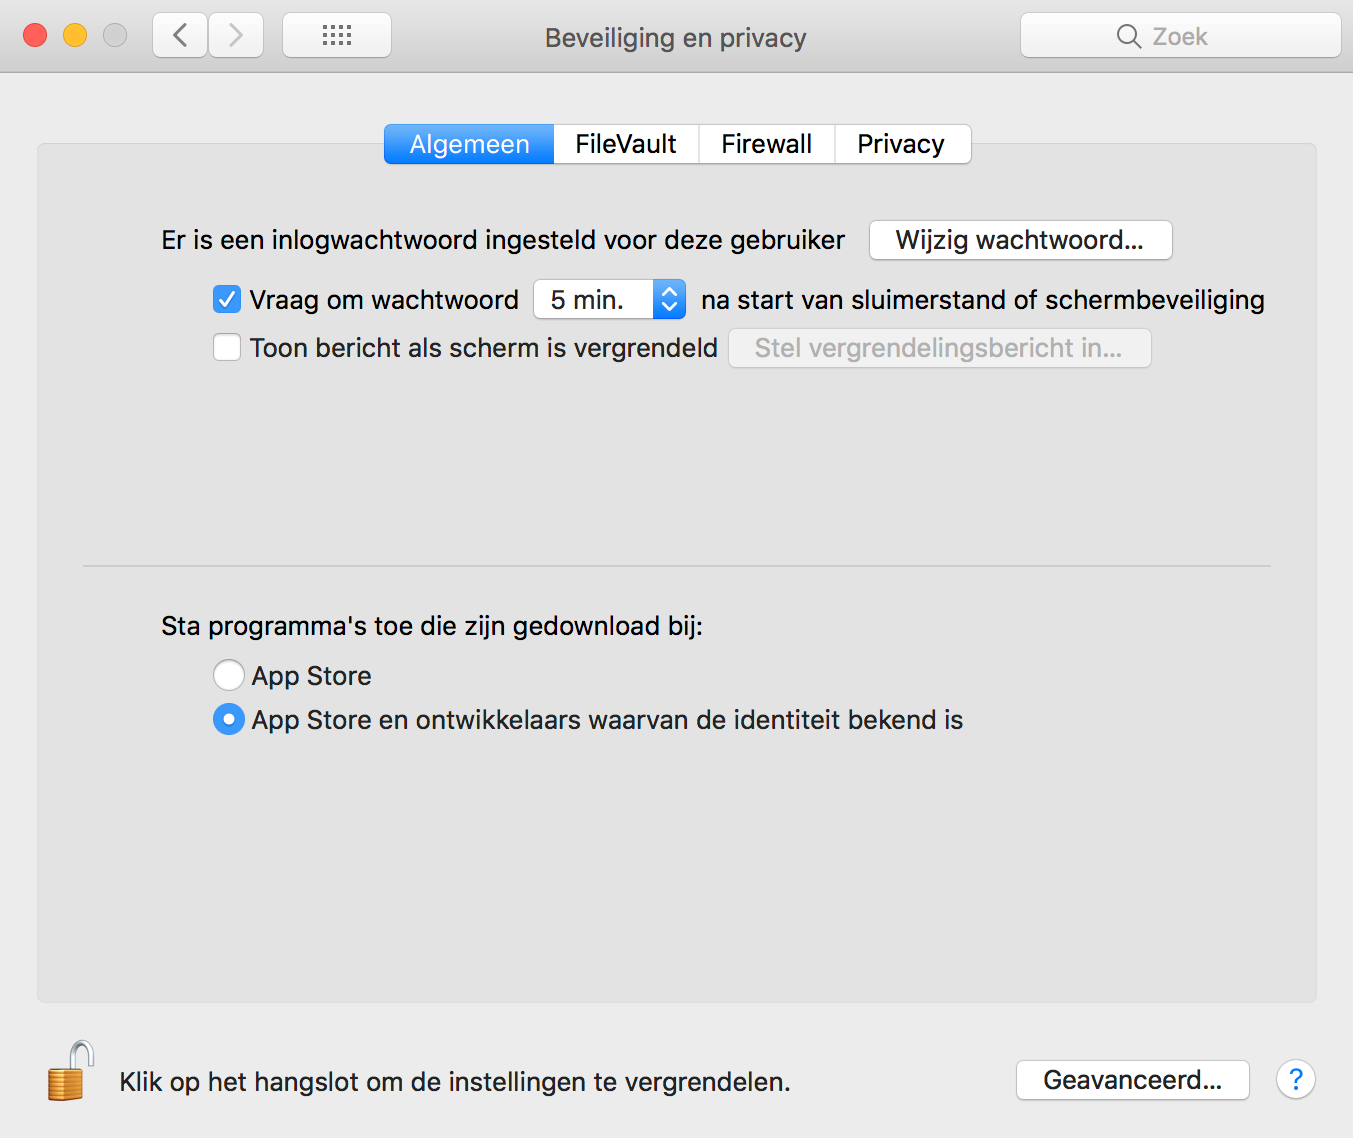 Beveiliging en privacy
Zoek
Algemeen FileVault Firewall Privacy
Er is een inlogwachtwoord ingesteld voor deze gebruiker Wijzig wachtwoord...
Vraag om wachtwoord 5 min. na start van sluimerstand of schermbeveiliging
Toon bericht als scherm is vergrendeld Stel vergrendelingsbericht in...
Sta programma's toe die zijn gedownload bij:
App Store
App Store en ontwikkelaars waarvan de identiteit bekend is
Klik op het hangslot om de instellingen te vergrendelen. Geavanceerd... ?